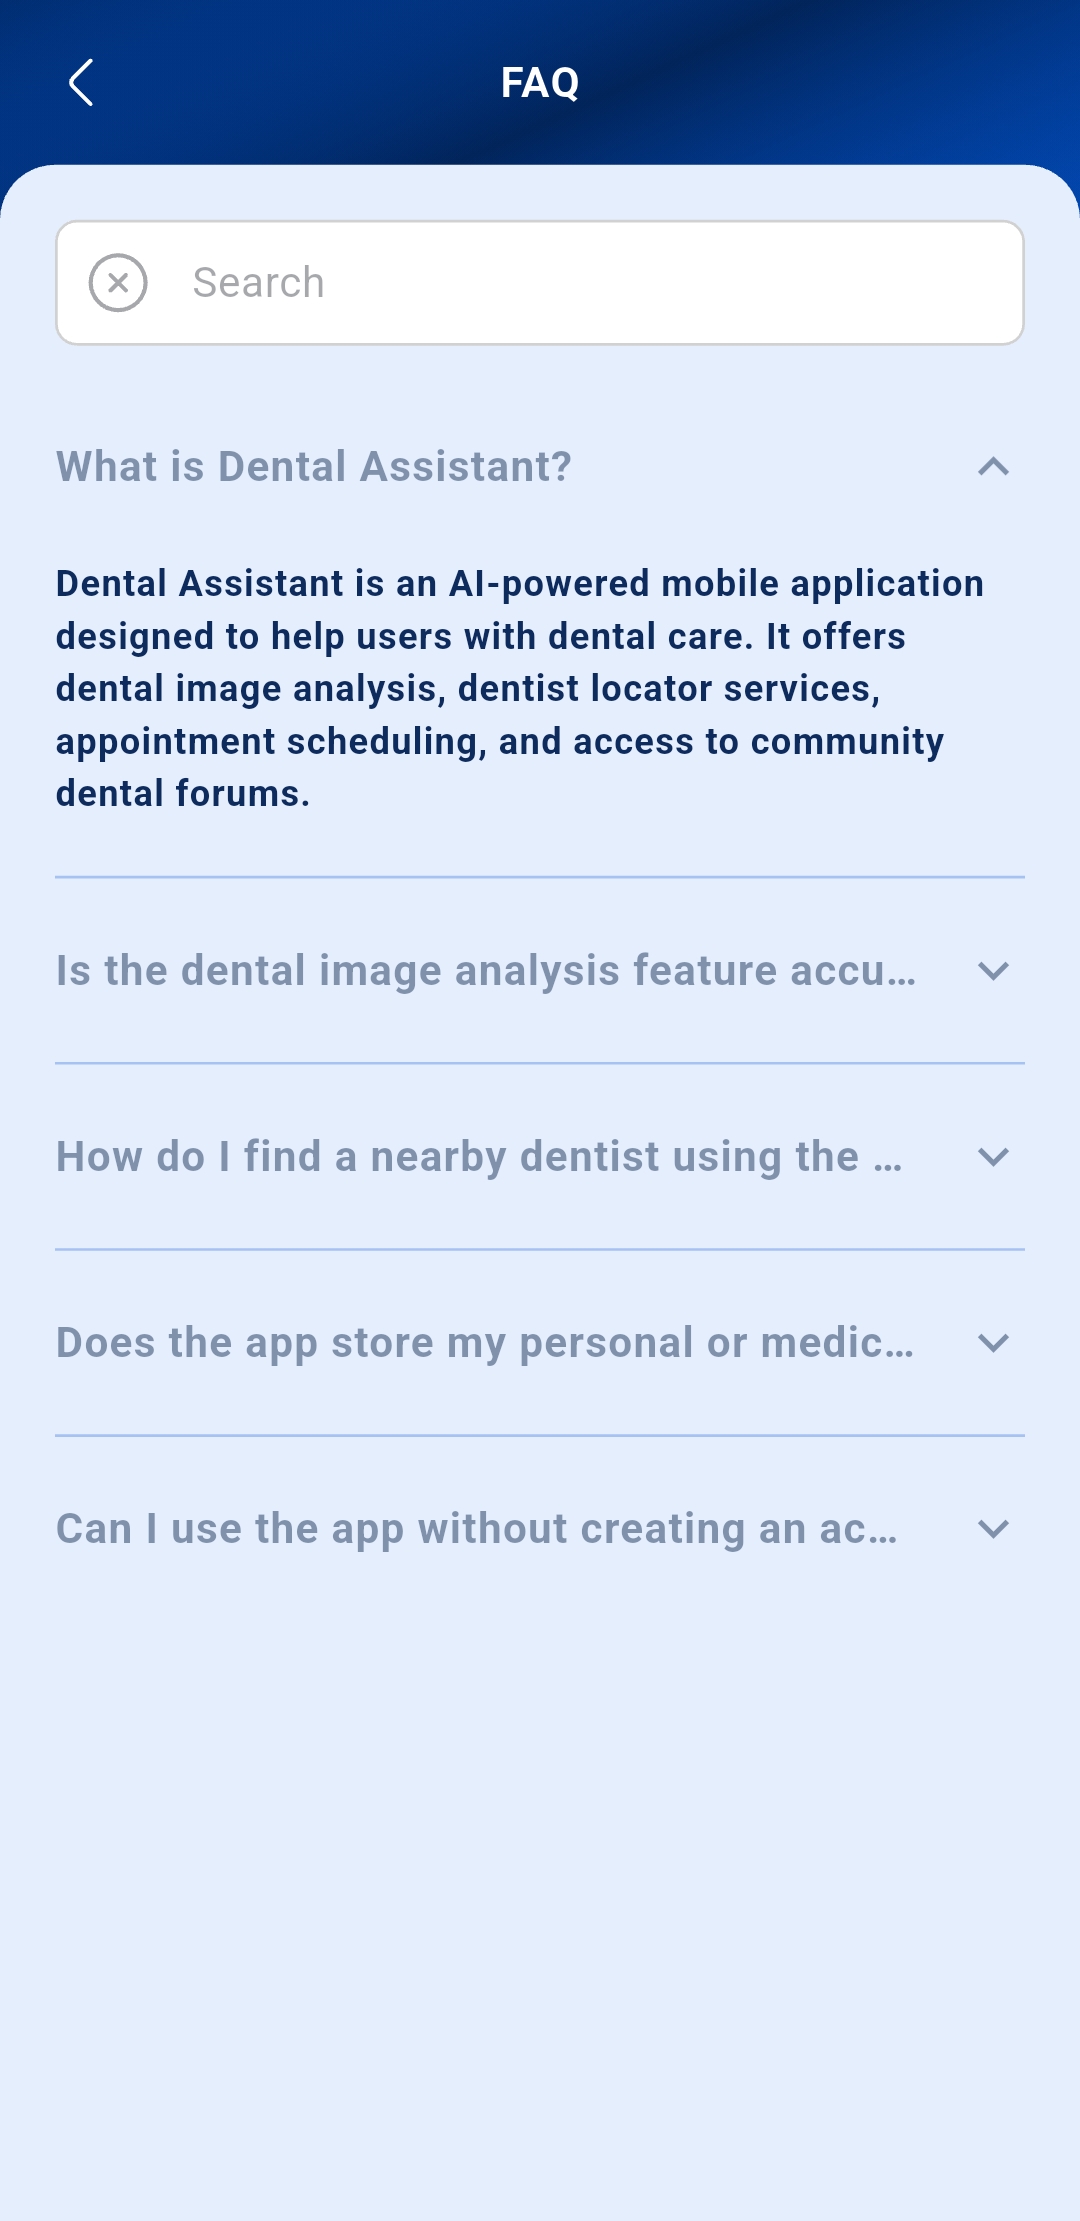 FAQ
Search
What is Dental Assistant?
Dental Assistant is an AI-powered mobile application
designed to help users with dental care. It offers
dental image analysis, dentist locator services,
appointment scheduling, and access to community
dental forums.
Is the dental image analysis feature accu...
How do I find a nearby dentist using the ...
Does the app store my personal or medic...
Can I use the app without creating an ac...